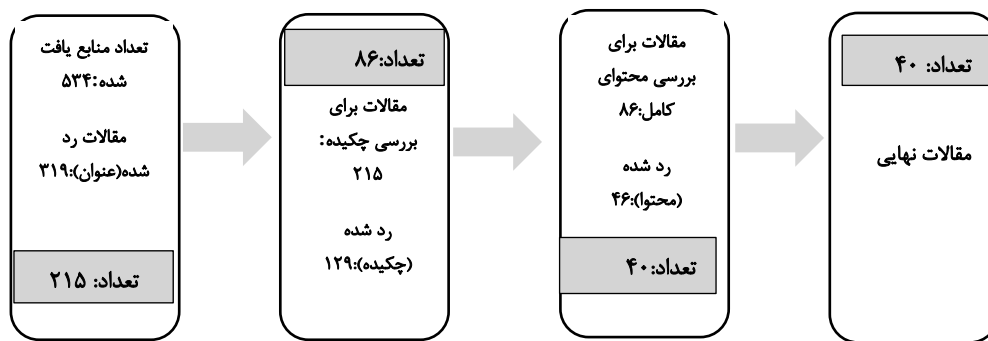 تعداد منابع یافت
شده:۵۳۴
مقالات رد
شده(عنوان):۳۱۹
تعداد: ۲۱۵
تعداد:۸۶
مقالات برای
بررسی چکیده:
۲۱۵
رد شده
(چکیده):۱۲۹
مقالات برای
بررسی محتوای
کامل:۸۶
رد شده
(محتوا):۴۶
تعداد:۴۰
تعداد: ۴۰
مقالات نهایی